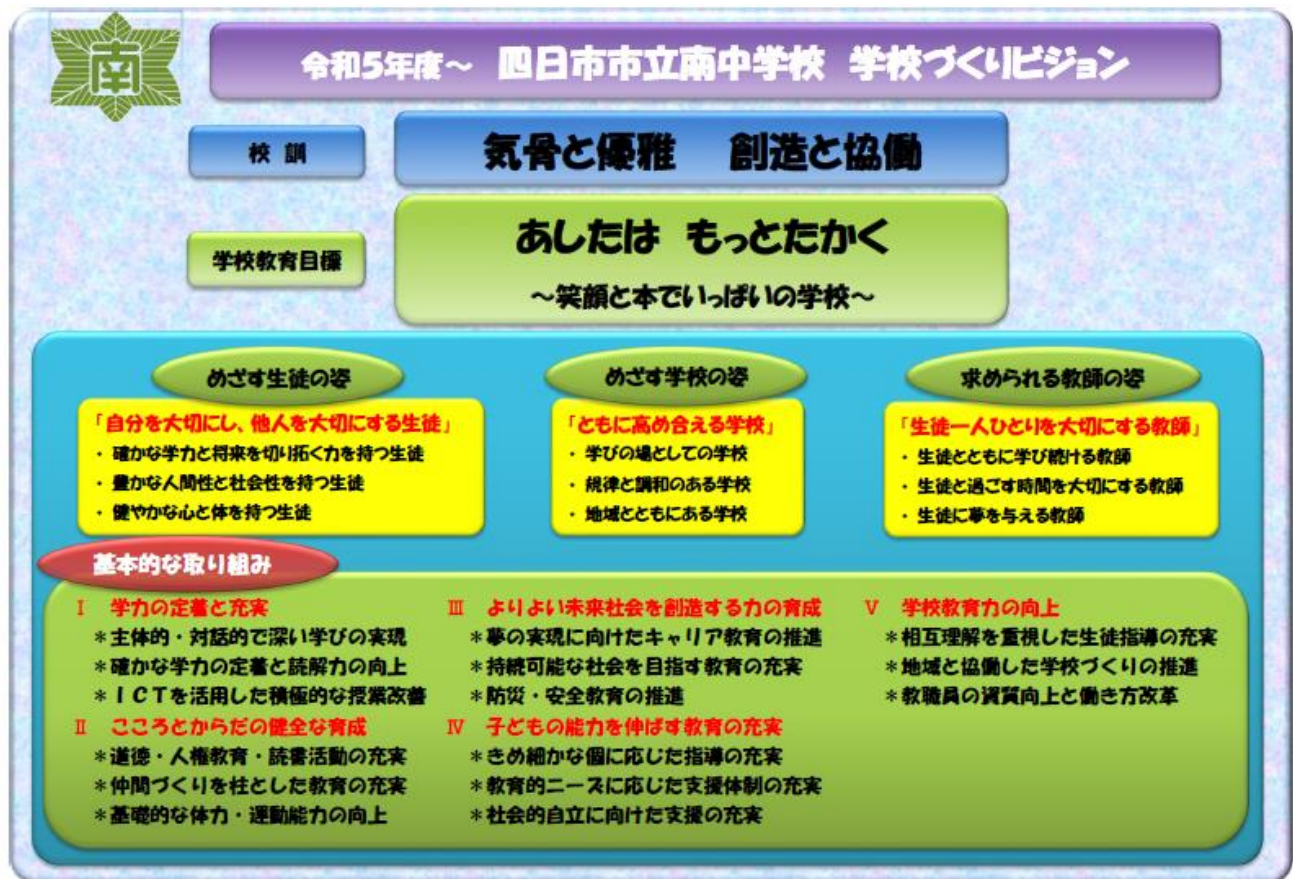 南
令和5年度～ 四日市市立南中学校 学校づくりビジョン
校訓
気骨と優雅 創造と協働
学校教育目標
あしたは もっとたかく
～笑顔と本でいっぱいの学校～
めざす生徒の姿
「自分を大切にし、他人を大切にする生徒」
・ 確かな学力と将来を切り拓く力を持つ生徒
・ 豊かな人間性と社会性を持つ生徒
・ 健やかな心と体を持つ生徒
めざす学校の姿
「ともに高め合える学校」
・ 学びの場としての学校
・ 規律と調和のある学校
・ 地域とともにある学校
求められる教師の姿
「生徒一人ひとりを大切にする教師」
・ 生徒とともに学び続ける教師
・ 生徒と過ごす時間を大切にする教師
・ 生徒に夢を与える教師
基本的な取り組み
Ⅰ 学力の定着と充実
＊主体的・対話的で深い学びの実現
＊確かな学力の定着と読解力の向上
＊ＩＣＴを活用した積極的な授業改善
Ⅱ こころとからだの健全な育成
＊道徳・人権教育・読書活動の充実
＊仲間づくりを柱とした教育の充実
＊基礎的な体力・運動能力の向上
Ⅲ よりよい未来社会を創造する力の育成
＊夢の実現に向けたキャリア教育の推進
＊持続可能な社会を目指す教育の充実
＊防災・安全教育の推進
Ⅳ 子どもの能力を伸ばす教育の充実
＊きめ細かな個に応じた指導の充実
＊教育的ニーズに応じた支援体制の充実
＊社会的自立に向けた支援の充実
Ⅴ 学校教育力の向上
＊相互理解を重視した生徒指導の充実
＊地域と協働した学校づくりの推進
＊教職員の資質向上と働き方改革